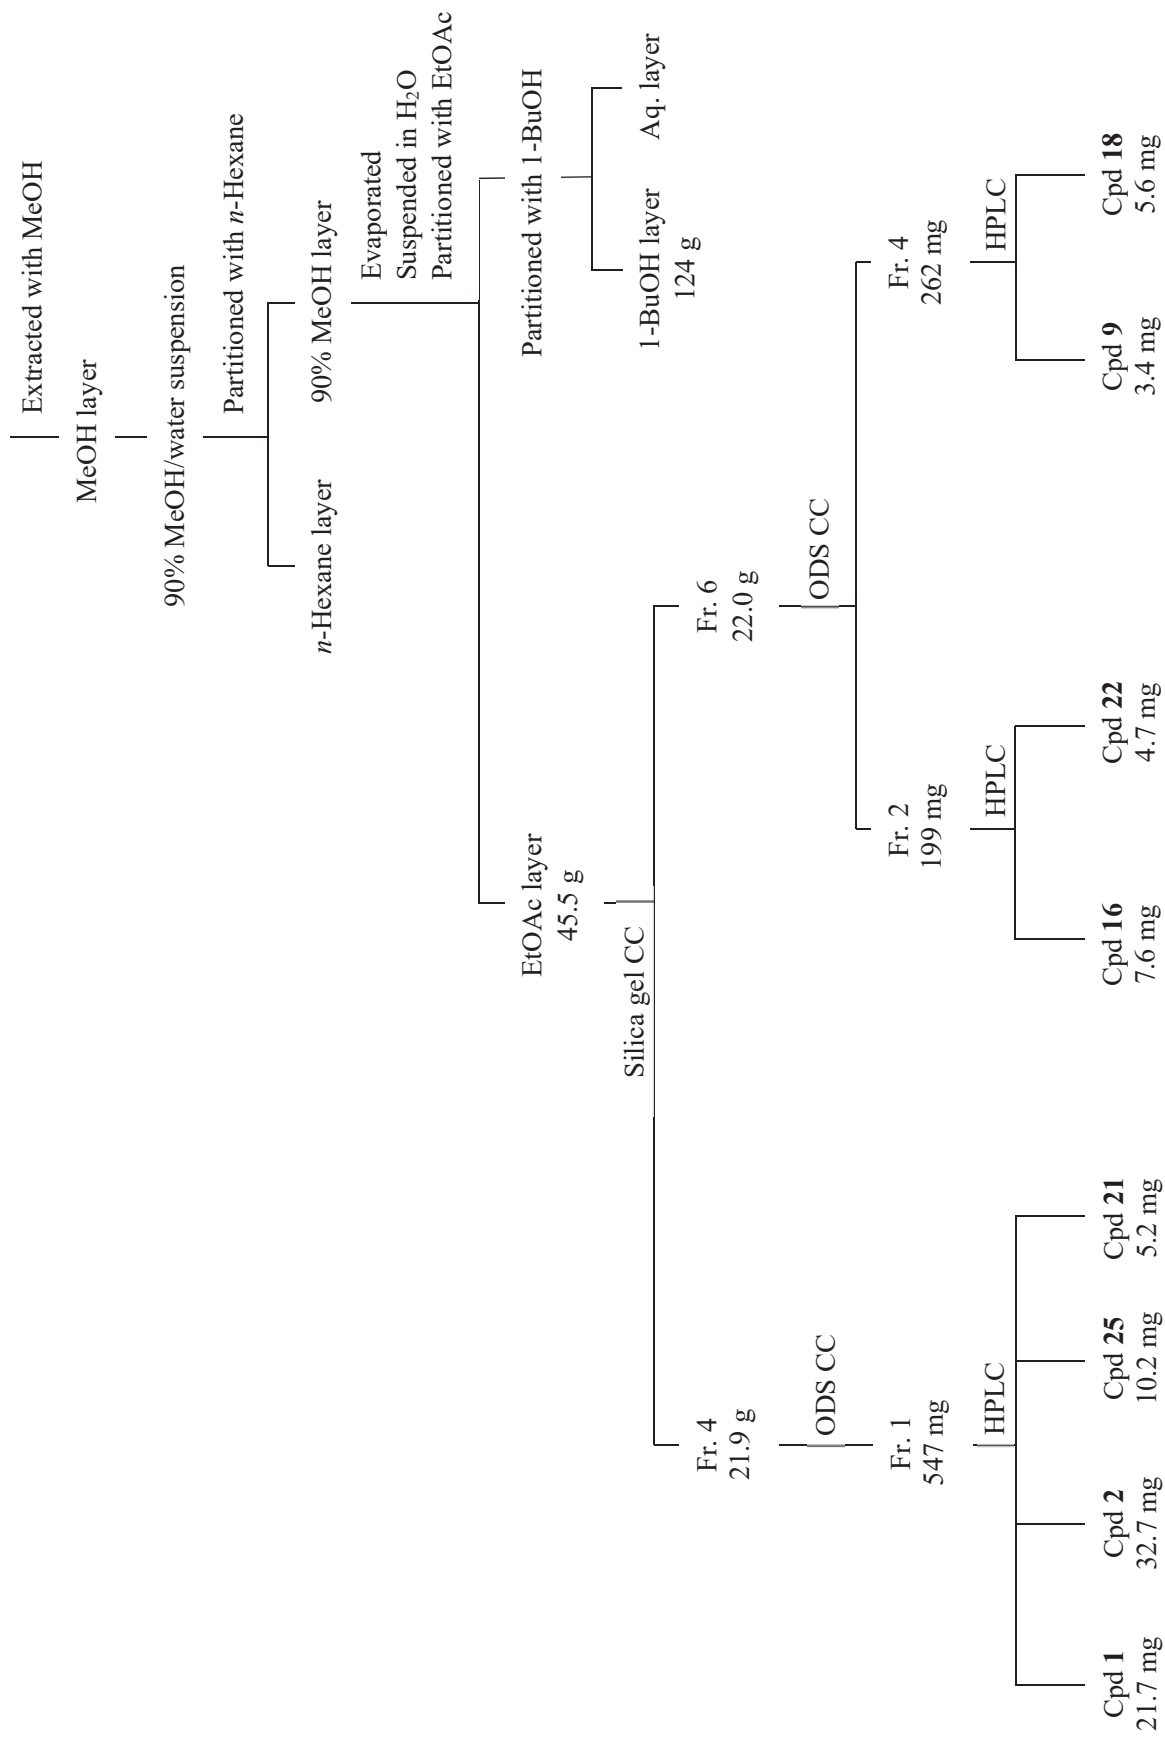 Extracted with MeOH
MeOH layer
90% MeOH/water suspension
Partitioned with n-Hexane
n-Hexane layer
90% MeOH layer
Evaporated
Suspended in H₂O
Partitioned with EtOAc
EtOAc layer
45.5 g
Partitioned with 1-BuOH
1-BuOH layer
124 g
Aq. layer
Silica gel CC
Fr. 4
21.9 g
Fr. 6
22.0 g
ODS CC
ODS CC
Fr. 1
547 mg
Fr. 2
199 mg
Fr. 4
262 mg
HPLC
HPLC
HPLC
Cpd 1
21.7 mg
Cpd 2
32.7 mg
Cpd 25
10.2 mg
Cpd 21
5.2 mg
Cpd 16
7.6 mg
Cpd 22
4.7 mg
Cpd 9
3.4 mg
Cpd 18
5.6 mg